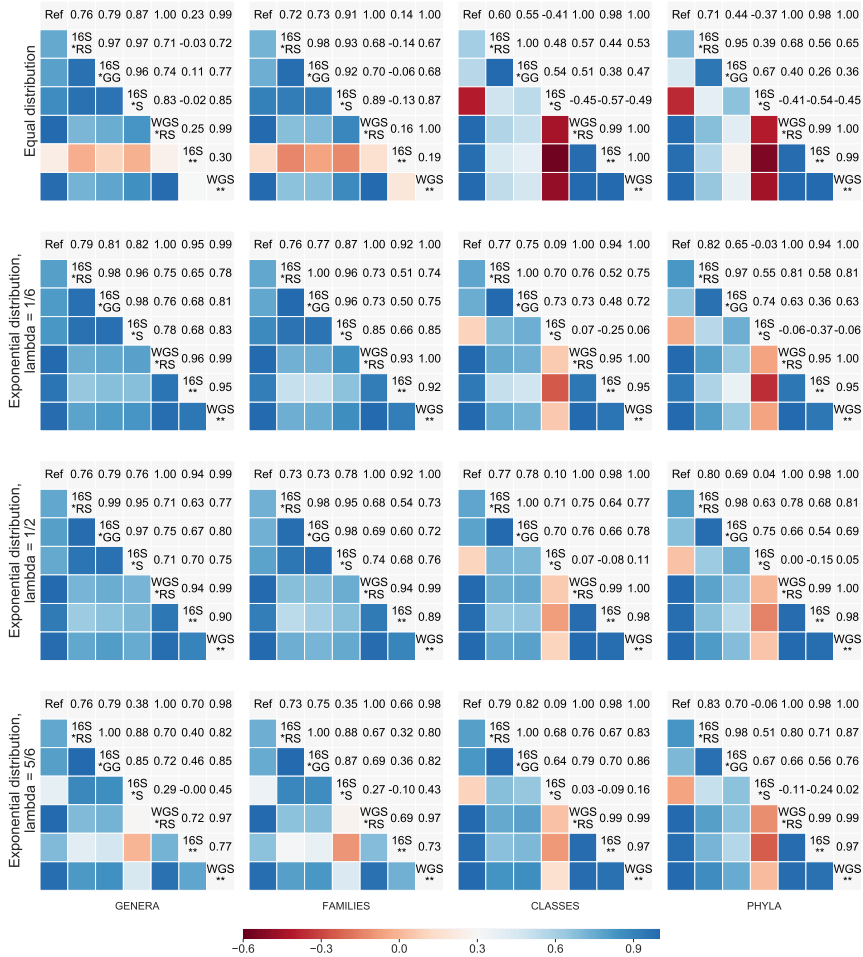 Equal distribution
Ref 0.76 0.79 0.87 1.00 0.23 0.99
16S *RS 0.97 0.97 0.71 -0.03 0.72
16S *GG 0.96 0.74 0.11 0.77
16S *S 0.83 -0.02 0.85
WGS *RS 0.25 0.99
16S ** 0.30
WGS **
Ref 0.72 0.73 0.91 1.00 0.14 1.00
16S *RS 0.98 0.93 0.68 -0.14 0.67
16S *GG 0.92 0.70 -0.06 0.68
16S *S 0.89 -0.13 0.87
WGS *RS 0.16 1.00
16S ** 0.19
WGS **
Ref 0.60 0.55 -0.41 1.00 0.98 1.00
16S *RS 1.00 0.48 0.57 0.44 0.53
16S *GG 0.54 0.51 0.38 0.47
16S *S -0.45 -0.57 -0.49
WGS *RS 0.99 1.00
16S ** 1.00
WGS **
Ref 0.71 0.44 -0.37 1.00 0.98 1.00
16S *RS 0.95 0.39 0.68 0.56 0.65
16S *GG 0.67 0.40 0.26 0.36
16S *S -0.41 -0.54 -0.45
WGS *RS 0.99 1.00
16S ** 0.99
WGS **
Exponential distribution,
lambda = 1/6
Ref 0.79 0.81 0.82 1.00 0.95 0.99
16S *RS 0.98 0.96 0.75 0.65 0.78
16S *GG 0.98 0.76 0.68 0.81
16S *S 0.78 0.68 0.83
WGS *RS 0.96 0.99
16S ** 0.95
WGS **
Ref 0.76 0.77 0.87 1.00 0.92 1.00
16S *RS 1.00 0.96 0.73 0.51 0.74
16S *GG 0.96 0.73 0.50 0.75
16S *S 0.85 0.66 0.85
WGS *RS 0.93 1.00
16S ** 0.92
WGS **
Ref 0.77 0.75 0.09 1.00 0.94 1.00
16S *RS 1.00 0.70 0.76 0.52 0.75
16S *GG 0.73 0.73 0.48 0.72
16S *S 0.07 -0.25 0.06
WGS *RS 0.95 1.00
16S ** 0.95
WGS **
Ref 0.82 0.65 -0.03 1.00 0.94 1.00
16S *RS 0.97 0.55 0.81 0.58 0.81
16S *GG 0.74 0.63 0.36 0.63
16S *S -0.06 -0.37 -0.06
WGS *RS 0.95 1.00
16S ** 0.95
WGS **
Exponential distribution,
lambda = 1/2
Ref 0.76 0.79 0.76 1.00 0.94 0.99
16S *RS 0.99 0.95 0.71 0.63 0.77
16S *GG 0.97 0.75 0.67 0.80
16S *S 0.71 0.70 0.75
WGS *RS 0.94 0.99
16S ** 0.90
WGS **
Ref 0.73 0.73 0.78 1.00 0.92 1.00
16S *RS 0.98 0.95 0.68 0.54 0.73
16S *GG 0.98 0.69 0.60 0.72
16S *S 0.74 0.68 0.76
WGS *RS 0.94 0.99
16S ** 0.89
WGS **
Ref 0.77 0.78 0.10 1.00 0.98 1.00
16S *RS 1.00 0.71 0.75 0.64 0.77
16S *GG 0.70 0.76 0.66 0.78
16S *S 0.07 -0.08 0.11
WGS *RS 0.99 1.00
16S ** 0.98
WGS **
Ref 0.80 0.69 0.04 1.00 0.98 1.00
16S *RS 0.98 0.63 0.78 0.68 0.81
16S *GG 0.75 0.66 0.54 0.69
16S *S 0.00 -0.15 0.05
WGS *RS 0.99 1.00
16S ** 0.98
WGS **
Exponential distribution,
lambda = 5/6
Ref 0.76 0.79 0.38 1.00 0.70 0.98
16S *RS 1.00 0.88 0.70 0.40 0.82
16S *GG 0.85 0.72 0.46 0.85
16S *S 0.29 -0.00 0.45
WGS *RS 0.72 0.97
16S ** 0.77
WGS **
Ref 0.73 0.75 0.35 1.00 0.66 0.98
16S *RS 1.00 0.88 0.67 0.32 0.80
16S *GG 0.87 0.69 0.36 0.82
16S *S 0.27 -0.10 0.43
WGS *RS 0.69 0.97
16S ** 0.73
WGS **
Ref 0.79 0.82 0.09 1.00 0.98 1.00
16S *RS 1.00 0.68 0.76 0.67 0.83
16S *GG 0.64 0.79 0.70 0.86
16S *S 0.03 -0.09 0.16
WGS *RS 0.99 0.99
16S ** 0.97
WGS **
Ref 0.83 0.70 -0.06 1.00 0.98 1.00
16S *RS 0.98 0.51 0.80 0.71 0.87
16S *GG 0.67 0.66 0.56 0.76
16S *S -0.11 -0.24 0.02
WGS *RS 0.99 0.99
16S ** 0.97
WGS **
GENERA FAMILIES CLASSES PHYLA
−0.6 −0.3 0.0 0.3 0.6 0.9